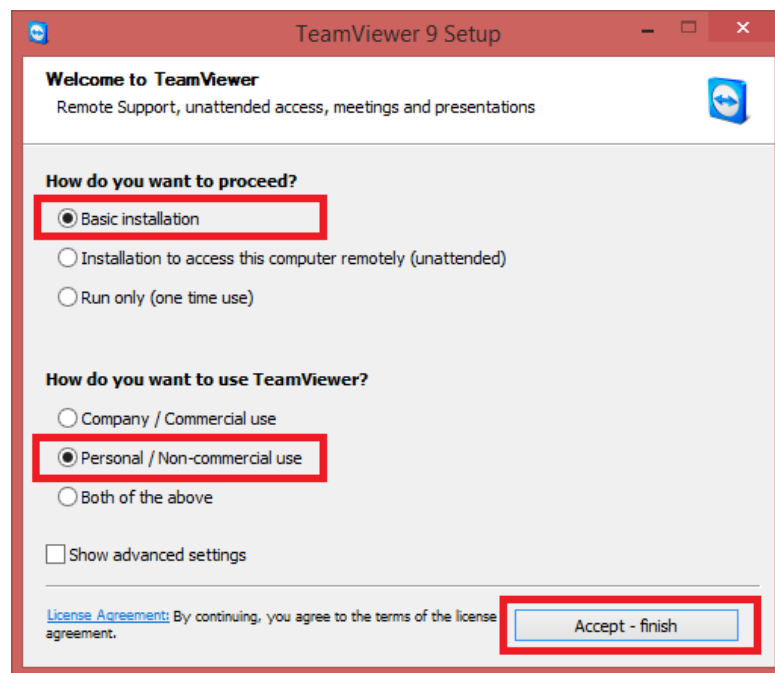 TeamViewer 9 Setup
Welcome to TeamViewer
Remote Support, unattended access, meetings and presentations
How do you want to proceed?
Basic installation
Installation to access this computer remotely (unattended)
Run only (one time use)
How do you want to use TeamViewer?
Company / Commercial use
Personal / Non-commercial use
Both of the above
Show advanced settings
License Agreement: By continuing, you agree to the terms of the license
agreement.
Accept - finish